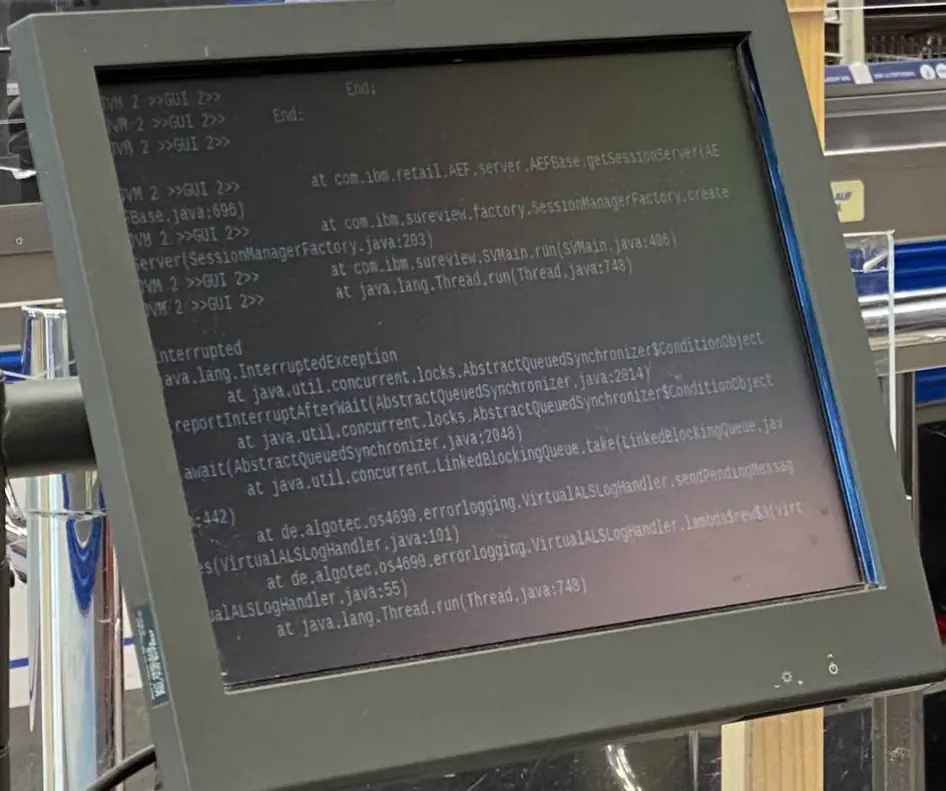 JVM 2 >>GUI 2>> End;
JVM 2 >>GUI 2>> End:
JVM 2 >>GUI 2>>
JVM 2 >>GUI 2>> at com.ibm.retail.AEF.server.AEFBase.getSessionServer(AE
FBase.java:696)
JVM 2 >>GUI 2>> at com.ibm.sureview.factory.SessionManagerFactory.create
Server(SessionManagerFactory.java:203)
JVM 2 >>GUI 2>> at com.ibm.sureview.SVMain.run(SVMain.java:406)
JVM 2 >>GUI 2>> at java.lang.Thread.run(Thread.java:748)
Interrupted
java.lang.InterruptedException
at java.util.concurrent.locks.AbstractQueuedSynchronizer$ConditionObject
.reportInterruptAfterWait(AbstractQueuedSynchronizer.java:2014)
at java.util.concurrent.locks.AbstractQueuedSynchronizer$ConditionObject
.await(AbstractQueuedSynchronizer.java:2048)
at java.util.concurrent.LinkedBlockingQueue.take(LinkedBlockingQueue.jav
a:442)
at de.algotec.os4690.errorlogging.VirtualALSLogHandler.sendPendingMessag
es(VirtualALSLogHandler.java:101)
at de.algotec.os4690.errorlogging.VirtualALSLogHandler.lambda$new$0(Virt
ualALSLogHandler.java:55)
at java.lang.Thread.run(Thread.java:748)
AUF